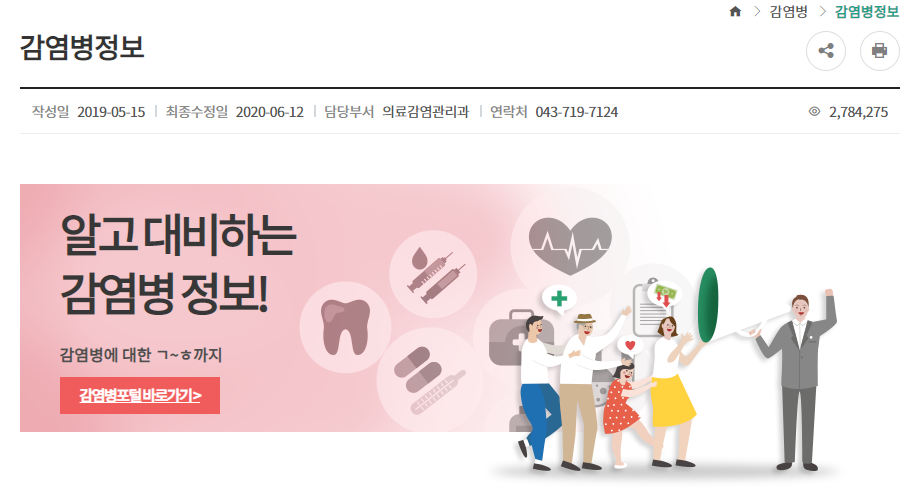 감염병 감염병정보
감염병정보
작성일 2019-05-15 최종수정일 2020-06-12 담당부서 의료감염관리과 연락처 043-719-7124 2,784,275
알고 대비하는
감염병 정보!
감염병에 대한 ㄱ~ㅎ까지
감염병포털 바로가기>